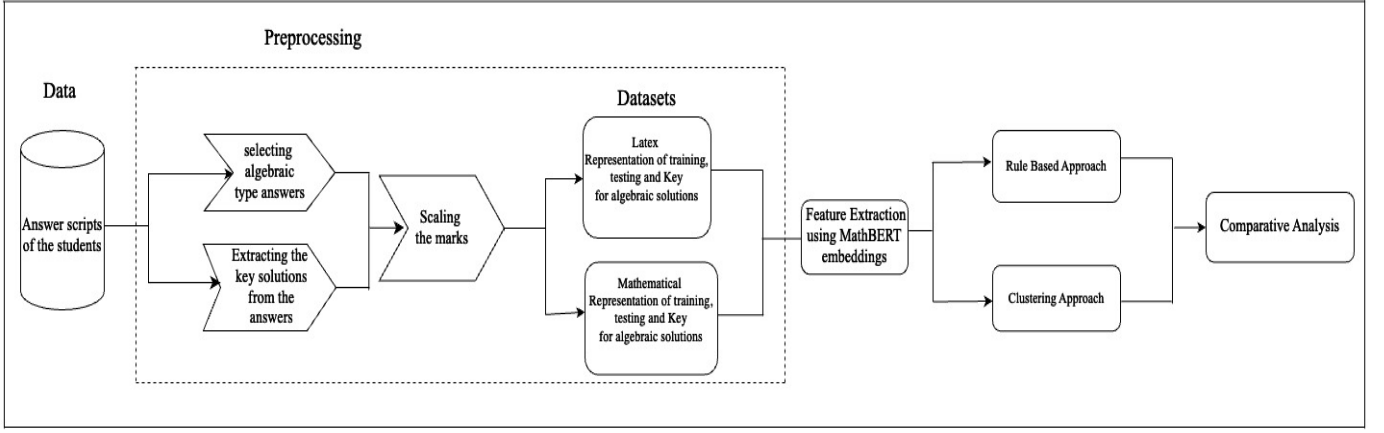 Preprocessing
Data
Answer scripts
of the students
selecting
algebraic
type answers
Extracting the
key solutions
from the
answers
Scaling
the marks
Datasets
Latex
Representation of training,
testing and Key
for algebraic solutions
Mathematical
Representation of training,
testing and Key
for algebraic solutions
Feature Extraction
using MathBERT
embeddings
Rule Based Approach
Clustering Approach
Comparative Analysis